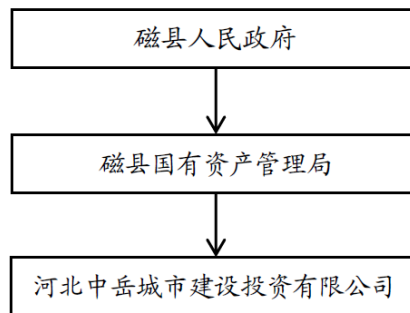 磁县人民政府
磁县国有资产管理局
河北中岳城市建设投资有限公司